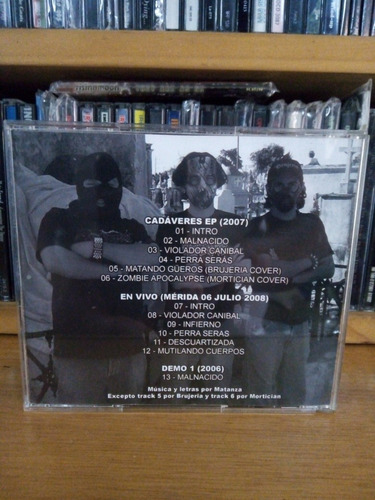 CADÁVERES EP (2007)
01 - INTRO
02 - MALNACIDO
03 - VIOLADOR CANIBAL
04 - PERRA SERAS
05 - MATANDO GÜEROS (BRUJERIA COVER)
06 - ZOMBIE APOCALYPSE (MORTICIAN COVER)
EN VIVO (MÉRIDA 06 JULIO 2008)
07 - INTRO
08 - VIOLADOR CANIBAL
09 - INFIERNO
10 - PERRA SERAS
11 - DESCUARTIZADA
12 - MUTILANDO CUERPOS
DEMO 1 (2006)
13 - MALNACIDO
Música y letras por Matanza
Excepto track 5 por Brujería y track 6 por Mortician